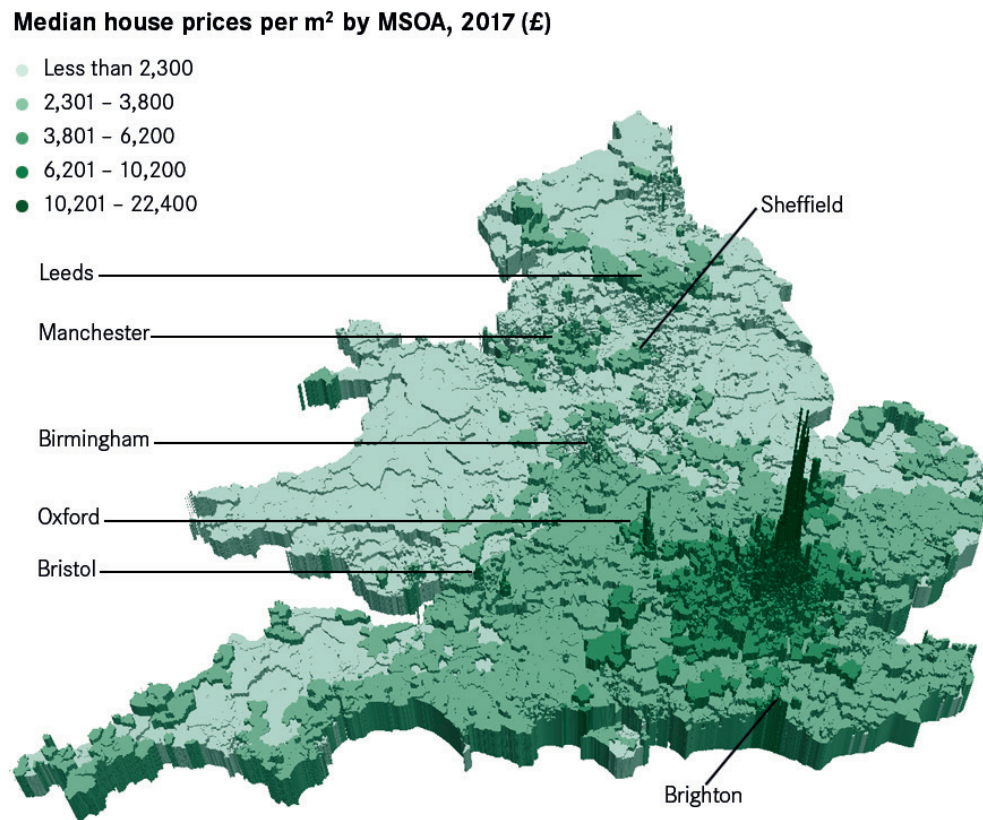 Median house prices per m² by MSOA, 2017 (£)
Less than 2,300
2,301 – 3,800
3,801 – 6,200
6,201 – 10,200
10,201 – 22,400
Sheffield
Leeds
Manchester
Birmingham
Oxford
Bristol
Brighton